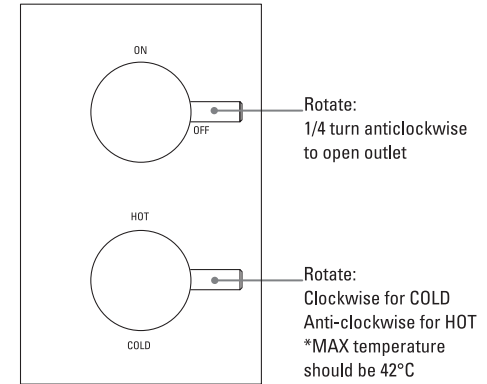 ON
OFF
Rotate:
1/4 turn anticlockwise
to open outlet
HOT
COLD
Rotate:
Clockwise for COLD
Anti-clockwise for HOT
*MAX temperature
should be 42°C